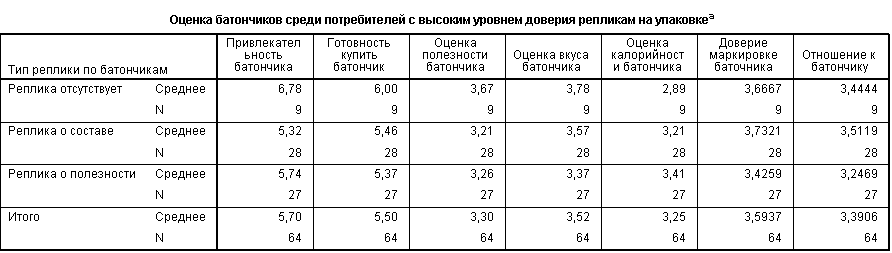 Оценка батончиков среди потребителей с высоким уровнем доверия репликам на упаковкеᵃ
Тип реплики по батончикам Привлекательность батончика Готовность купить батончик Оценка полезности батончика Оценка вкуса батончика Оценка калорийности батончика Доверие маркировке баточника Отношение к батончику
Реплика отсутствует Среднее 6,78 6,00 3,67 3,78 2,89 3,6667 3,4444
N 9 9 9 9 9 9 9
Реплика о составе Среднее 5,32 5,46 3,21 3,57 3,21 3,7321 3,5119
N 28 28 28 28 28 28 28
Реплика о полезности Среднее 5,74 5,37 3,26 3,37 3,41 3,4259 3,2469
N 27 27 27 27 27 27 27
Итого Среднее 5,70 5,50 3,30 3,52 3,25 3,5937 3,3906
N 64 64 64 64 64 64 64